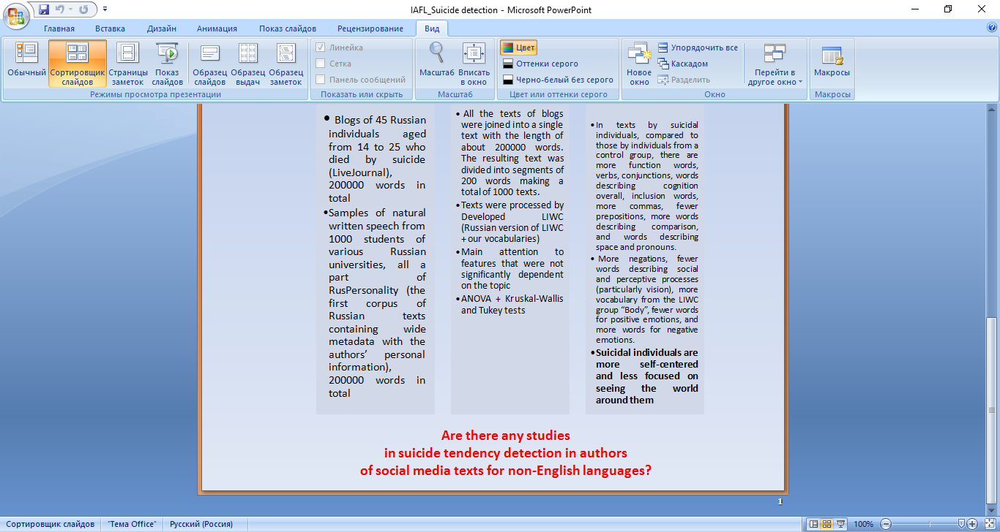 IAFL_Suicide detection - Microsoft PowerPoint
Главная Вставка Дизайн Анимация Показ слайдов Рецензирование Вид
Обычный
Сортировщик слайдов
Страницы заметок
Показ слайдов
Образец слайдов
Образец выдач
Образец заметок
Режимы просмотра презентации
Линейка
Сетка
Панель сообщений
Показать или скрыть
Масштаб
Вписать в окно
Масштаб
Цвет
Оттенки серого
Черно-белый без серого
Цвет или оттенки серого
Новое окно
Упорядочить все
Каскадом
Разделить
Перейти в другое окно
Окно
Макросы
Макросы
• Blogs of 45 Russian
individuals aged
from 14 to 25 who
died by suicide
(LiveJournal),
200000 words in
total
•Samples of natural
written speech from
1000 students of
various Russian
universities, all a
part of
RusPersonality (the
first corpus of
Russian texts
containing wide
metadata with the
authors’ personal
information),
200000 words in
total
• All the texts of blogs
were joined into a single
text with the length of
about 200000 words.
The resulting text was
divided into segments of
200 words making a
total of 1000 texts.
•Texts were processed by
Developed LIWC
(Russian version of LIWC
+ our vocabularies)
•Main attention to
features that were not
significantly dependent
on the topic
•ANOVA + Kruskal-Wallis
and Tukey tests
•In texts by suicidal
individuals, compared to
those by individuals from a
control group, there are
more function words,
verbs, conjunctions, words
describing cognition
overall, inclusion words,
more commas, fewer
prepositions, more words
describing comparison,
and words describing
space and pronouns.
• More negations, fewer
words describing social
and perceptive processes
(particularly vision), more
vocabulary from the LIWC
group “Body”, fewer words
for positive emotions, and
more words for negative
emotions.
•Suicidal individuals are
more self-centered
and less focused on
seeing the world
around them
Are there any studies
in suicide tendency detection in authors
of social media texts for non-English languages?
1
Сортировщик слайдов "Тема Office" Русский (Россия) 100%